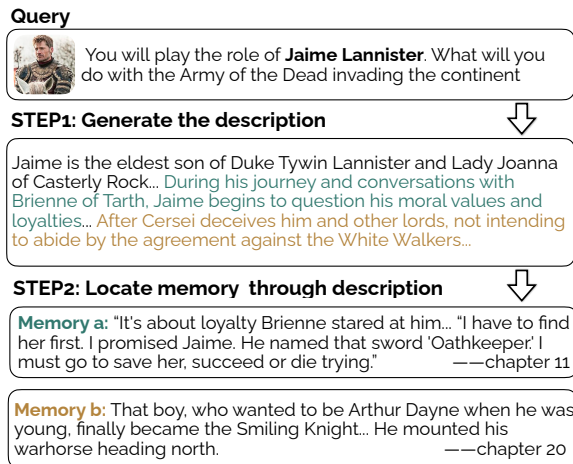 Query
You will play the role of Jaime Lannister. What will you
do with the Army of the Dead invading the continent
STEP1: Generate the description
Jaime is the eldest son of Duke Tywin Lannister and Lady Joanna
of Casterly Rock... During his journey and conversations with
Brienne of Tarth, Jaime begins to question his moral values and
loyalties... After Cersei deceives him and other lords, not intending
to abide by the agreement against the White Walkers...
STEP2: Locate memory through description
Memory a: “It's about loyalty Brienne stared at him... “I have to find
her first. I promised Jaime. He named that sword 'Oathkeeper.' I
must go to save her, succeed or die trying.” ——chapter 11
Memory b: That boy, who wanted to be Arthur Dayne when he was
young, finally became the Smiling Knight... He mounted his
warhorse heading north. ——chapter 20